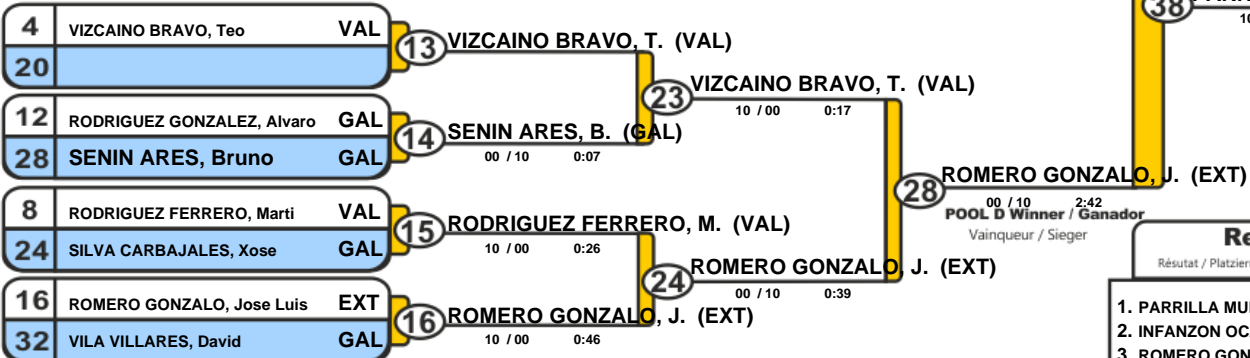 38
10
4 VIZCAINO BRAVO, Teo VAL
20
13 VIZCAINO BRAVO, T. (VAL)
23 VIZCAINO BRAVO, T. (VAL)
10 / 00 0:17
12 RODRIGUEZ GONZALEZ, Alvaro GAL
28 SENIN ARES, Bruno GAL
14 SENIN ARES, B. (GAL)
00 / 10 0:07
28 ROMERO GONZALO, J. (EXT)
00 / 10 2:42
POOL D Winner / Ganador
Vainqueur / Sieger
8 RODRIGUEZ FERRERO, Marti VAL
24 SILVA CARBAJALES, Xose GAL
15 RODRIGUEZ FERRERO, M. (VAL)
10 / 00 0:26
24 ROMERO GONZALO, J. (EXT)
00 / 10 0:39
16 ROMERO GONZALO, Jose Luis EXT
32 VILA VILLARES, David GAL
16 ROMERO GONZALO, J. (EXT)
10 / 00 0:46
Re
Résutat / Platzier
1. PARRILLA MU
2. INFANZON OC
3. ROMERO GON